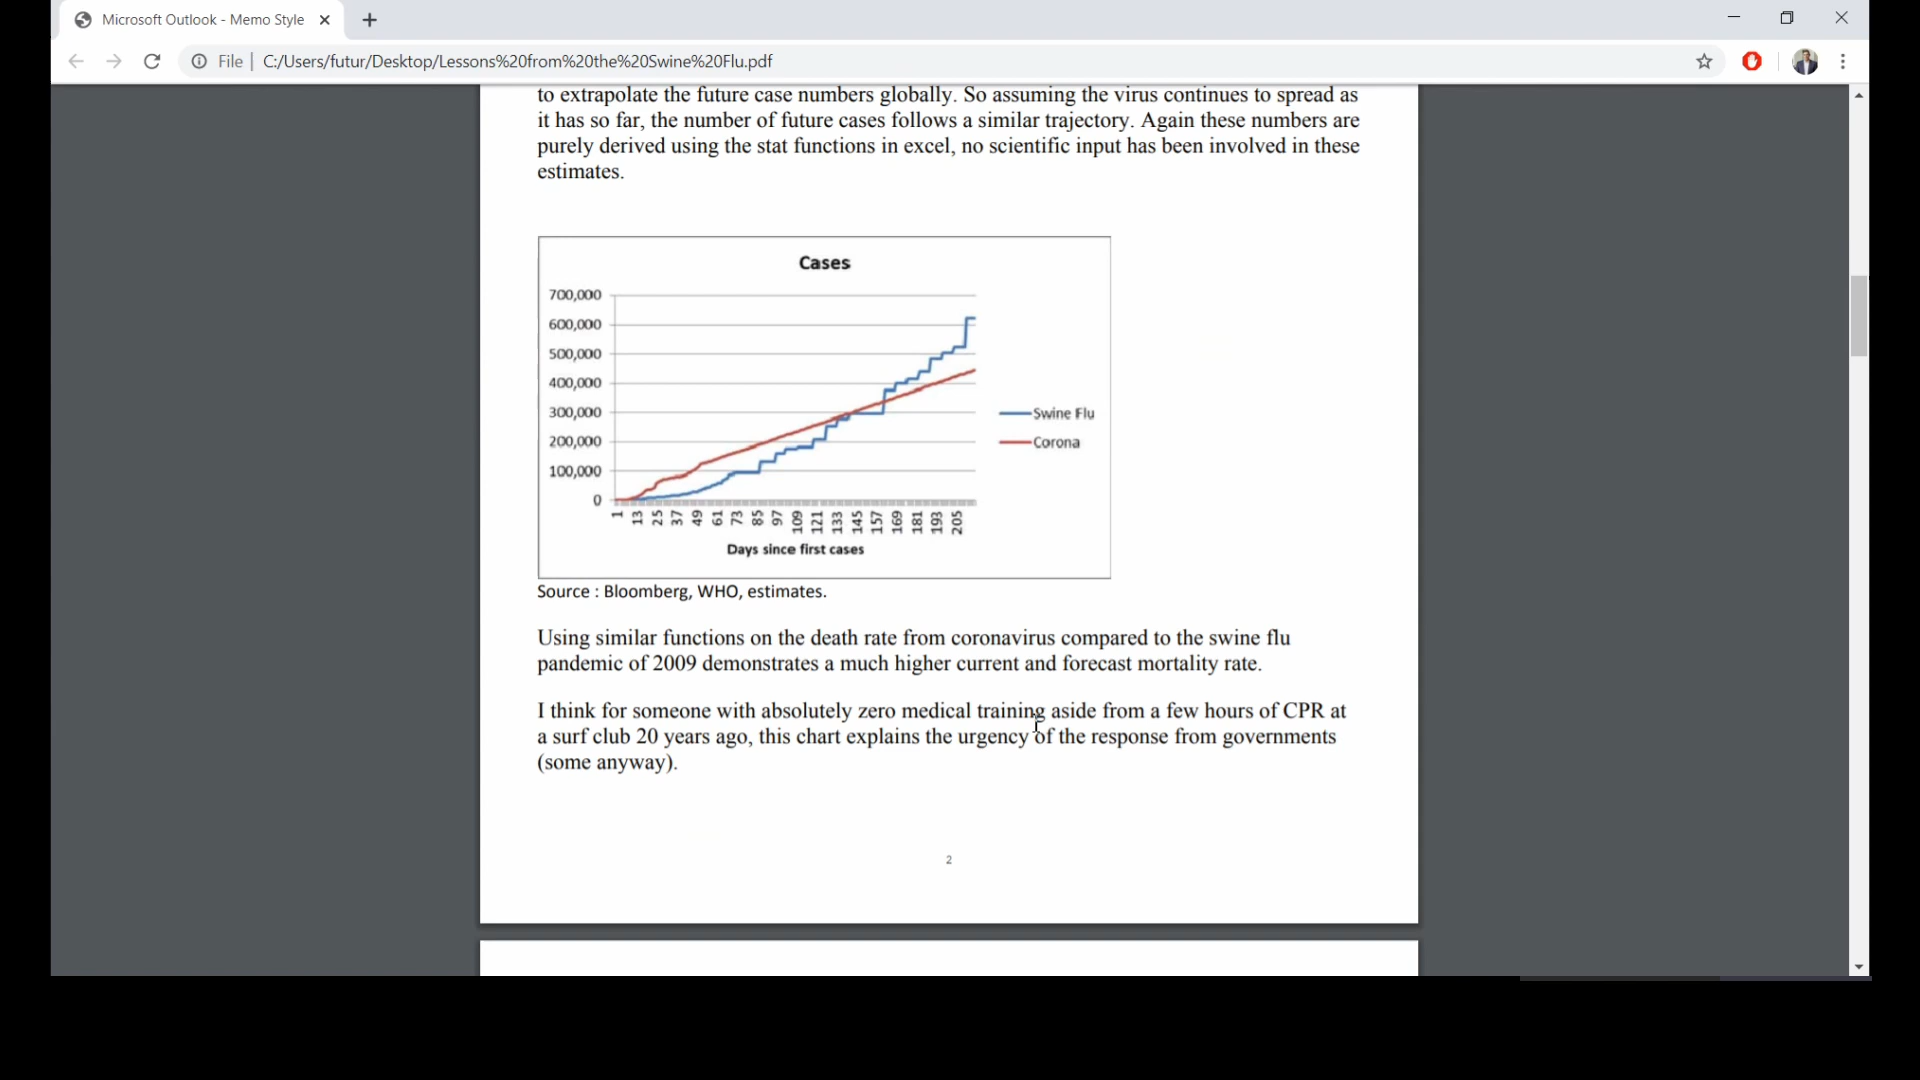 Microsoft Outlook - Memo Style
File | C:/Users/futur/Desktop/Lessons%20from%20the%20Swine%20Flu.pdf
to extrapolate the future case numbers globally. So assuming the virus continues to spread as
it has so far, the number of future cases follows a similar trajectory. Again these numbers are
purely derived using the stat functions in excel, no scientific input has been involved in these
estimates.
Cases
700,000
600,000
500,000
400,000
300,000
200,000
100,000
0
Swine Flu
Corona
1 13 25 37 49 61 73 85 97 109 121 133 145 157 169 181 193 205
Days since first cases
Source : Bloomberg, WHO, estimates.
Using similar functions on the death rate from coronavirus compared to the swine flu
pandemic of 2009 demonstrates a much higher current and forecast mortality rate.
I think for someone with absolutely zero medical training aside from a few hours of CPR at
a surf club 20 years ago, this chart explains the urgency of the response from governments
(some anyway).
2